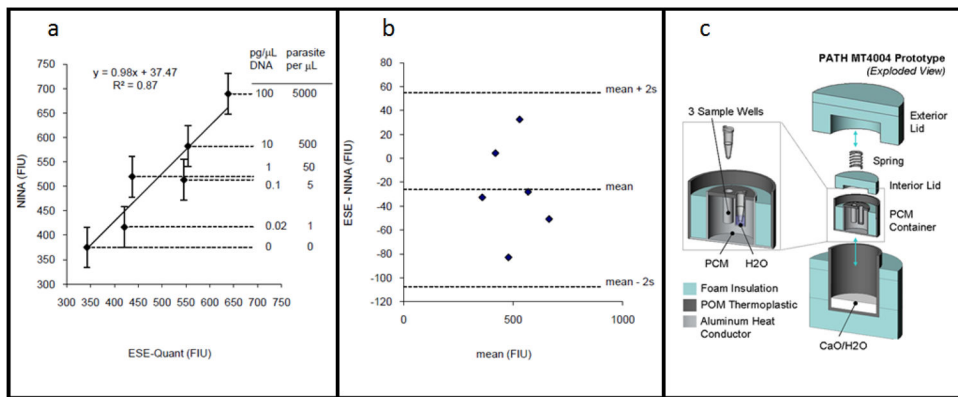 a
y = 0.98x + 37.47
R² = 0.87
pg/µL parasite
DNA per µL
100 5000
10 500
1 50
0.1 5
0.02 1
0 0
750
700
650
600
550
500
450
400
350
300
NINA (FIU)
300 350 400 450 500 550 600 650 700 750
ESE-Quant (FIU)
b
80
60
40
20
0
-20
-40
-60
-80
-100
-120
ESE - NINA (FIU)
mean + 2s
mean
mean - 2s
0 500 1000
mean (FIU)
c
PATH MT4004 Prototype
(Exploded View)
3 Sample Wells
Exterior
Lid
Spring
Interior Lid
PCM
Container
PCM H2O
Foam Insulation
POM Thermoplastic
Aluminum Heat
Conductor
CaO/H2O